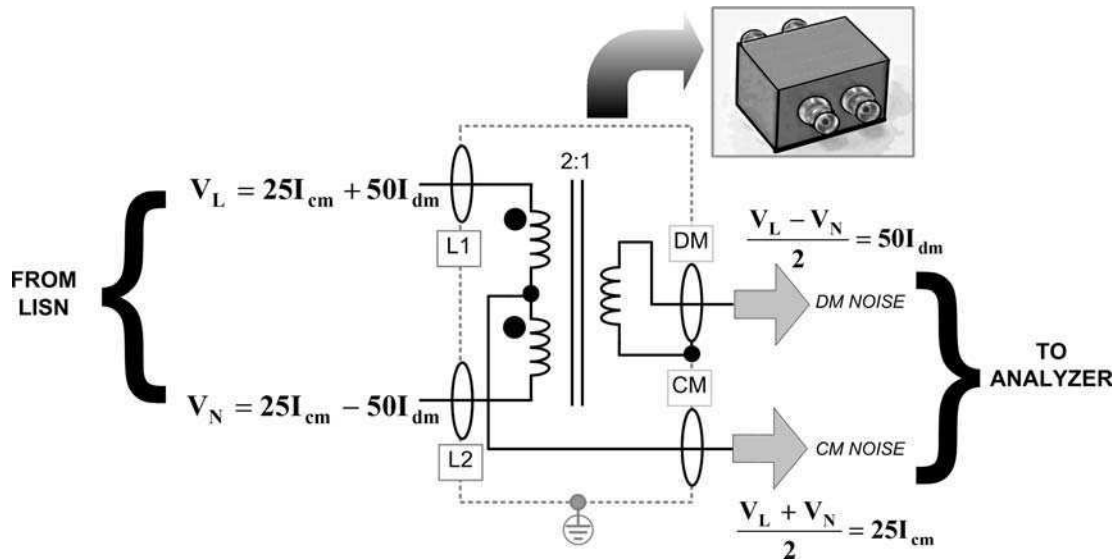 2:1
V_L = 25I_cm + 50I_dm
L1
DM
(V_L − V_N)/2 = 50I_dm
FROM
LISN
DM NOISE
TO
ANALYZER
CM
V_N = 25I_cm − 50I_dm
L2
CM NOISE
(V_L + V_N)/2 = 25I_cm